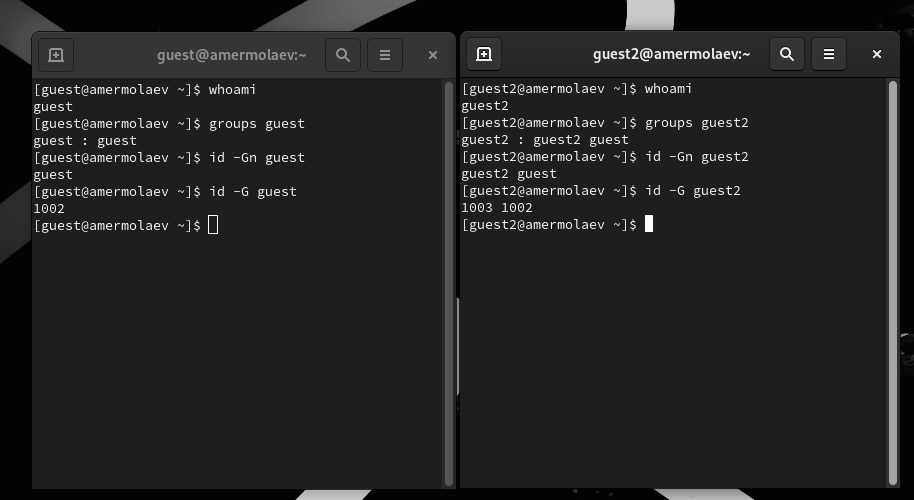 guest@amermolaev:~
[guest@amermolaev ~]$ whoami
guest
[guest@amermolaev ~]$ groups guest
guest : guest
[guest@amermolaev ~]$ id -Gn guest
guest
[guest@amermolaev ~]$ id -G guest
1002
[guest@amermolaev ~]$
guest2@amermolaev:~
[guest2@amermolaev ~]$ whoami
guest2
[guest2@amermolaev ~]$ groups guest2
guest2 : guest2 guest
[guest2@amermolaev ~]$ id -Gn guest2
guest2 guest
[guest2@amermolaev ~]$ id -G guest2
1003 1002
[guest2@amermolaev ~]$